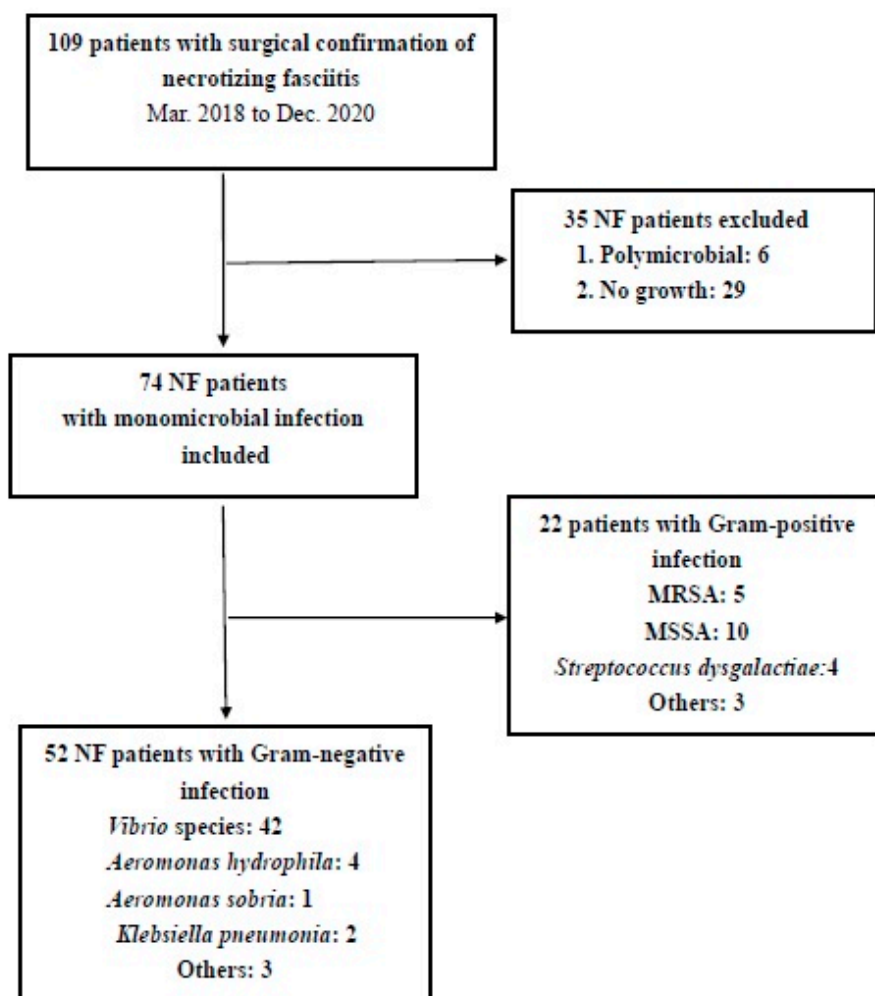 109 patients with surgical confirmation of
necrotizing fasciitis
Mar. 2018 to Dec. 2020
35 NF patients excluded
1. Polymicrobial: 6
2. No growth: 29
74 NF patients
with monomicrobial infection
included
22 patients with Gram-positive
infection
MRSA: 5
MSSA: 10
Streptococcus dysgalactiae:4
Others: 3
52 NF patients with Gram-negative
infection
Vibrio species: 42
Aeromonas hydrophila: 4
Aeromonas sobria: 1
Klebsiella pneumonia: 2
Others: 3